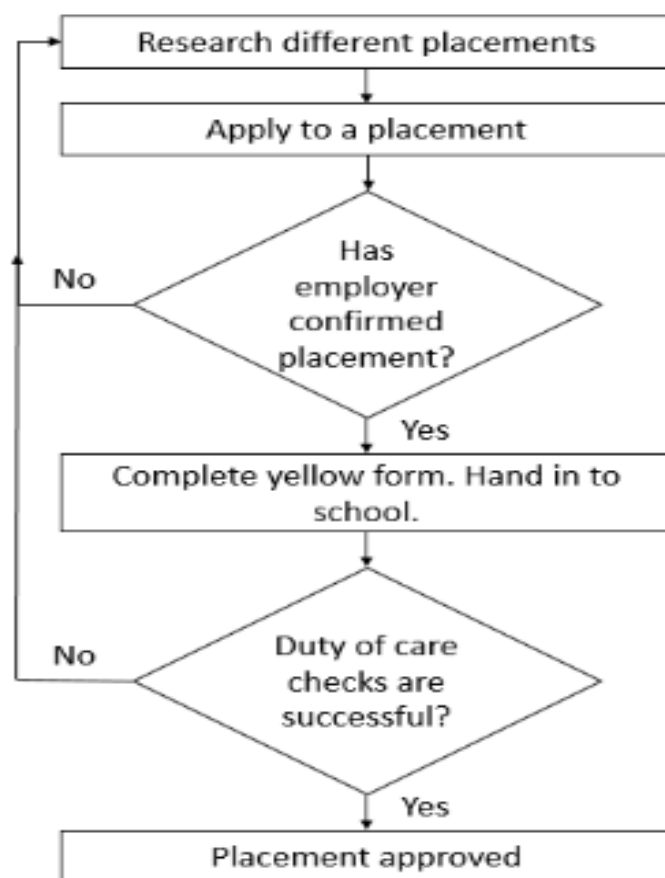 Research different placements
Apply to a placement
Has
employer
confirmed
placement?
No
Yes
Complete yellow form. Hand in to
school.
Duty of care
checks are
successful?
No
Yes
Placement approved